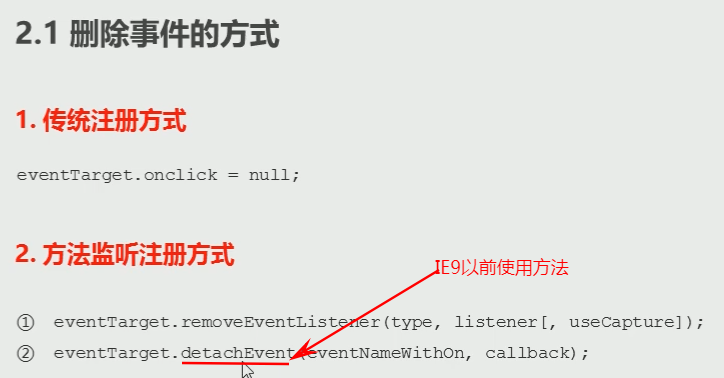 2.1 删除事件的方式
1. 传统注册方式
eventTarget.onclick = null;
2. 方法监听注册方式
IE9以前使用方法
① eventTarget.removeEventListener(type, listener[, useCapture]);
② eventTarget.detachEvent(eventNameWithOn, callback);